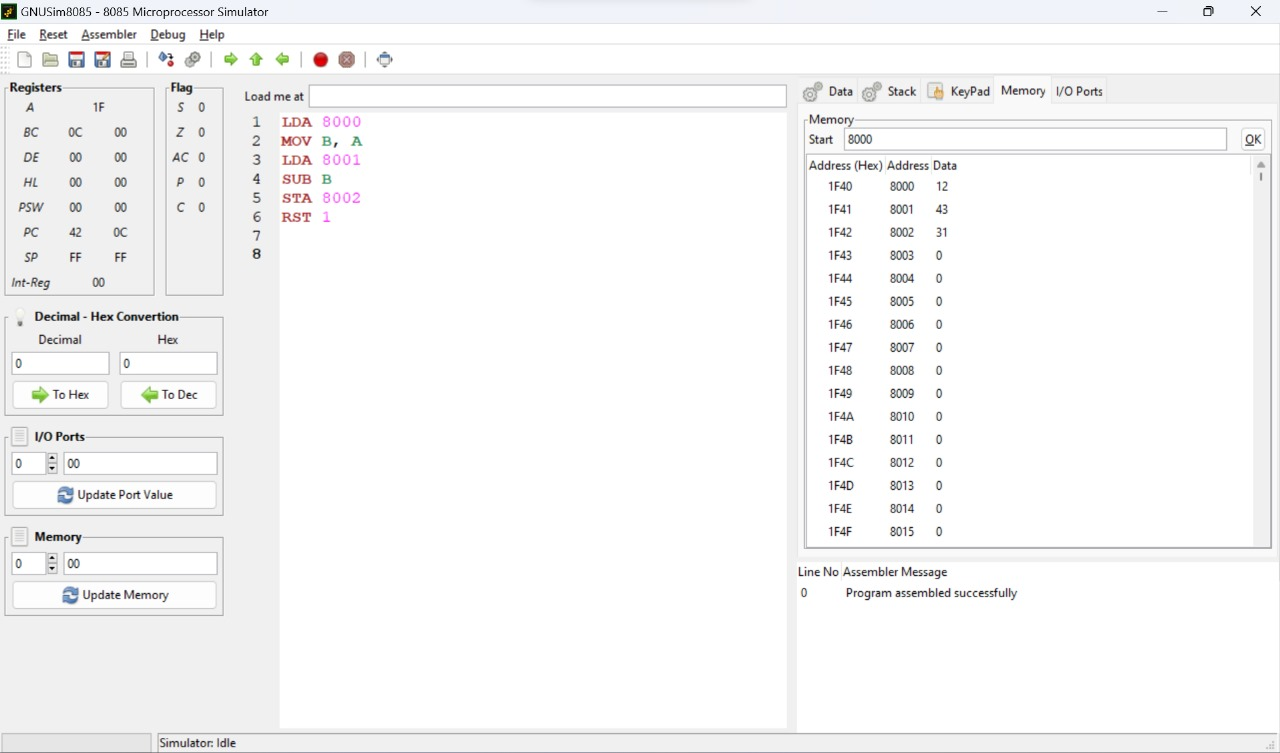 GNUSim8085 - 8085 Microprocessor Simulator
File Reset Assembler Debug Help
Registers
A 1F
BC 0C 00
DE 00 00
HL 00 00
PSW 00 00
PC 42 0C
SP FF FF
Int-Reg 00
Flag
S 0
Z 0
AC 0
P 0
C 0
Decimal - Hex Convertion
Decimal Hex
0 0
To Hex To Dec
I/O Ports
0 00
Update Port Value
Memory
0 00
Update Memory
Load me at
1 LDA 8000
2 MOV B, A
3 LDA 8001
4 SUB B
5 STA 8002
6 RST 1
7
8
Data Stack KeyPad Memory I/O Ports
Memory
Start 8000 OK
Address (Hex) Address Data
1F40 8000 12
1F41 8001 43
1F42 8002 31
1F43 8003 0
1F44 8004 0
1F45 8005 0
1F46 8006 0
1F47 8007 0
1F48 8008 0
1F49 8009 0
1F4A 8010 0
1F4B 8011 0
1F4C 8012 0
1F4D 8013 0
1F4E 8014 0
1F4F 8015 0
Line No Assembler Message
0 Program assembled successfully
Simulator: Idle